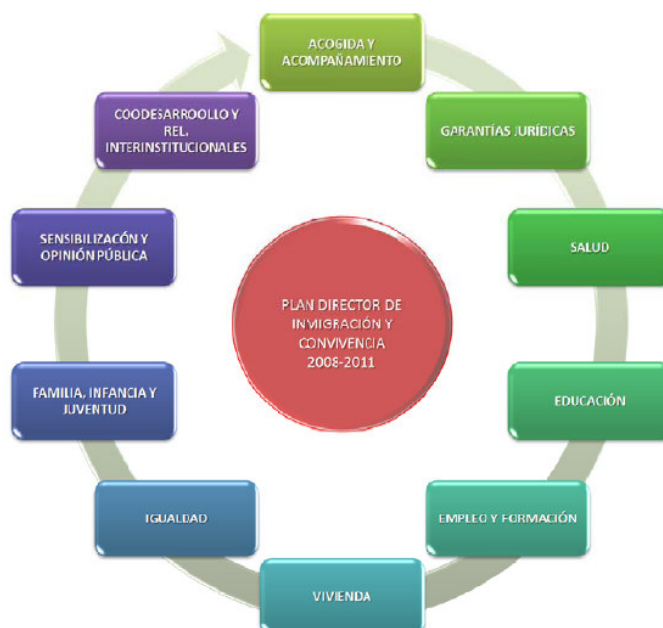 ACOGIDA Y
ACOMPAÑAMIENTO
GARANTÍAS JURÍDICAS
SALUD
EDUCACIÓN
EMPLEO Y FORMACIÓN
VIVIENDA
IGUALDAD
FAMILIA, INFANCIA Y
JUVENTUD
SENSIBILIZACÓN Y
OPINIÓN PÚBLICA
COODESARROOLLO Y
REL.
INTERINSTITUCIONALES
PLAN DIRECTOR DE
INMIGRACIÓN Y
CONVIVENCIA
2008-2011